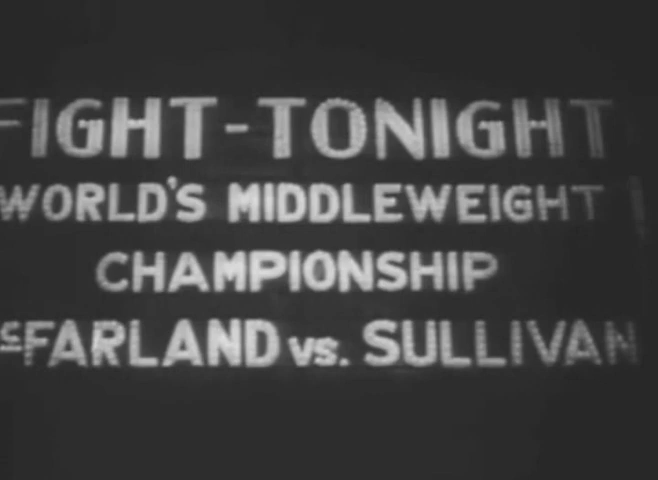 FIGHT-TONIGHT
WORLD'S MIDDLEWEIGHT
CHAMPIONSHIP
cFARLAND vs. SULLIVAN